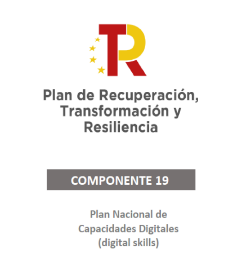 Plan de Recuperación,
Transformación y
Resiliencia
COMPONENTE 19
Plan Nacional de
Capacidades Digitales
(digital skills)